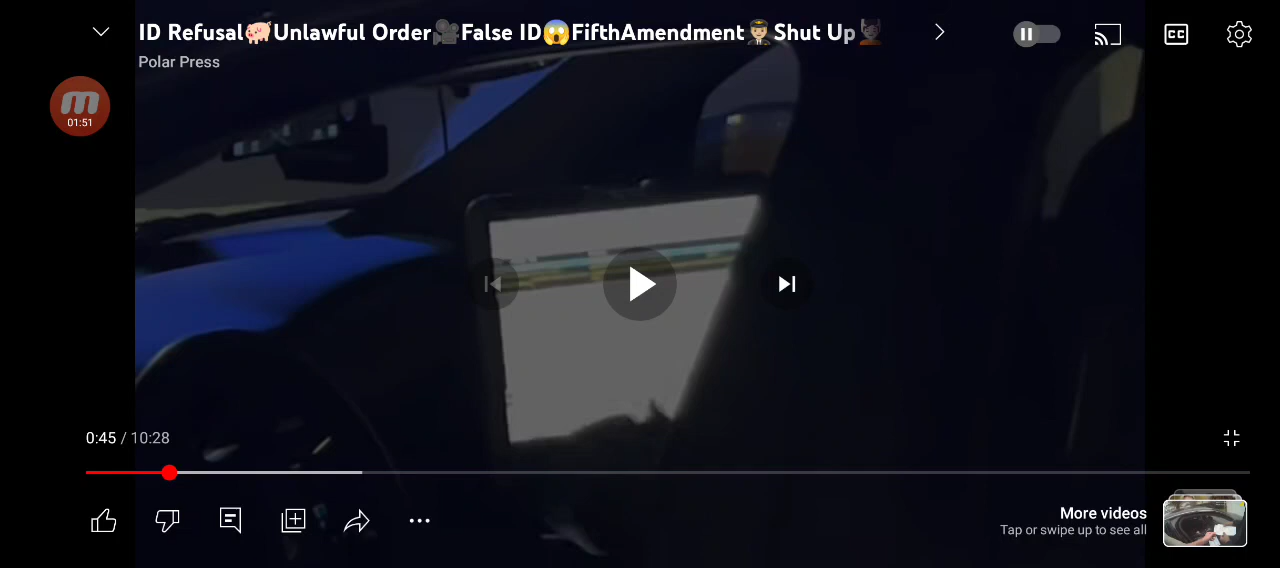 ID Refusal🐖Unlawful Order🎥False ID😱FifthAmendment👮Shut Up
Polar Press
CC
m
01:51
0:45 / 10:28
More videos
Tap or swipe up to see all